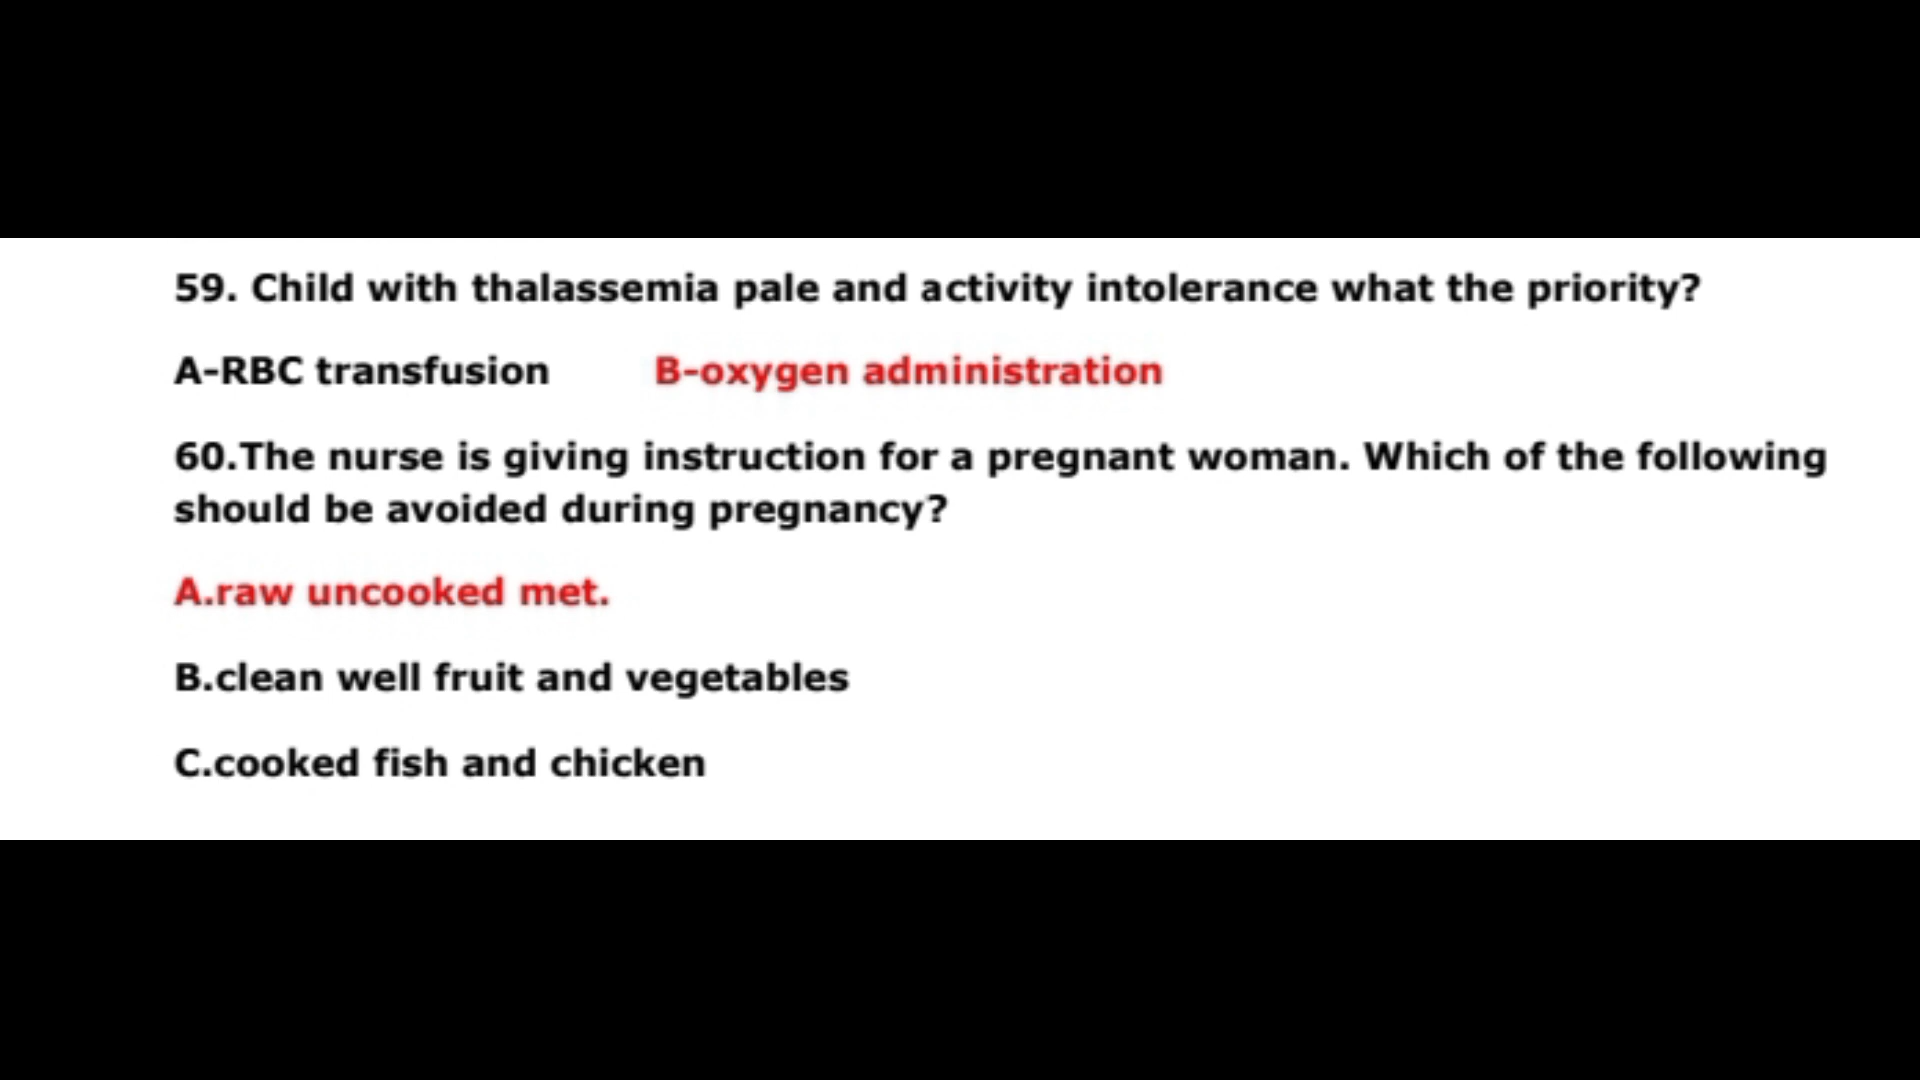 59. Child with thalassemia pale and activity intolerance what the priority?
A-RBC transfusion B-oxygen administration
60.The nurse is giving instruction for a pregnant woman. Which of the following
should be avoided during pregnancy?
A.raw uncooked met.
B.clean well fruit and vegetables
C.cooked fish and chicken